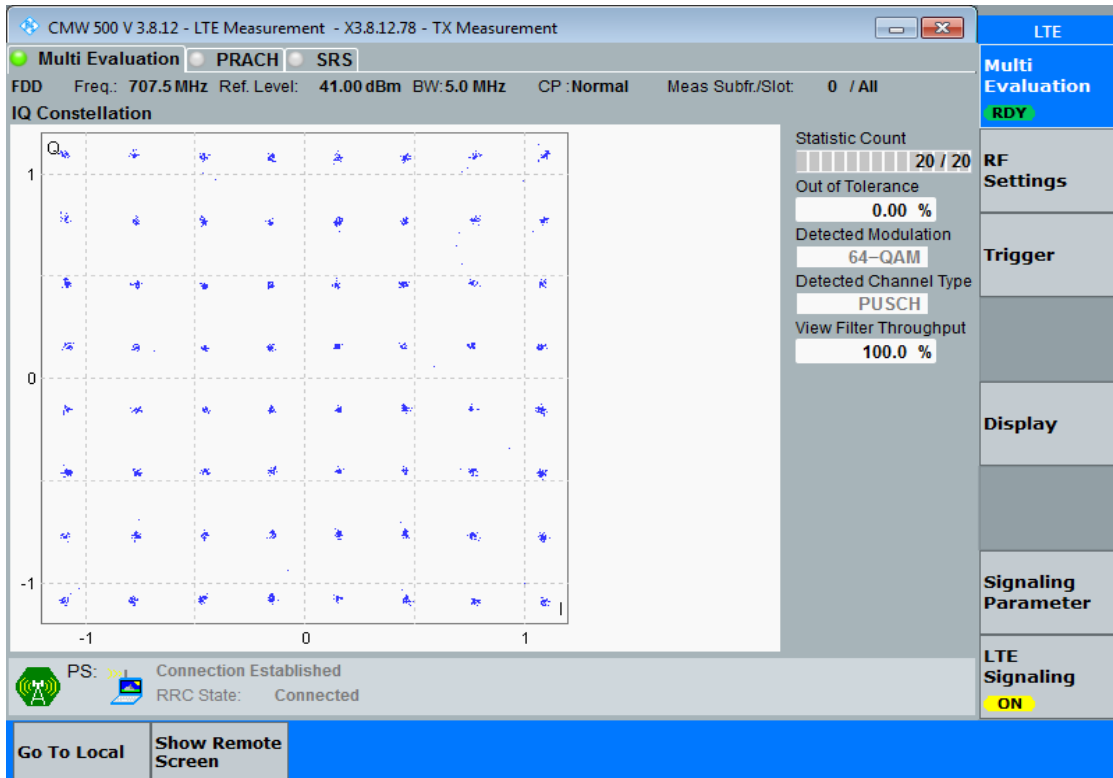 CMW 500 V 3.8.12 - LTE Measurement - X3.8.12.78 - TX Measurement
LTE
Multi Evaluation PRACH SRS
FDD Freq.: 707.5 MHz Ref. Level: 41.00 dBm BW: 5.0 MHz CP : Normal Meas Subfr./Slot: 0 / All
IQ Constellation
Q
1
0
-1
I
-1 0 1
Statistic Count
20 / 20
Out of Tolerance
0.00 %
Detected Modulation
64-QAM
Detected Channel Type
PUSCH
View Filter Throughput
100.0 %
Multi
Evaluation
RDY
RF
Settings
Trigger
Display
Signaling
Parameter
LTE
Signaling
ON
PS: Connection Established
RRC State: Connected
Go To Local
Show Remote
Screen